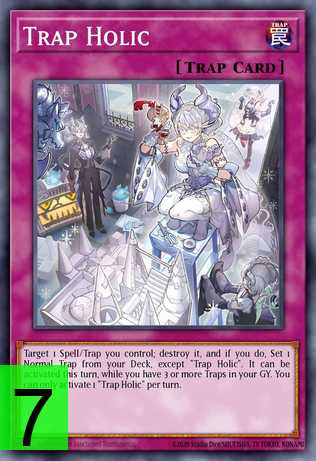 TRAP HOLIC
TRAP
罠
[TRAP CARD]
Target 1 Spell/Trap you control; destroy it, and if you do, Set 1
Normal Trap from your Deck, except "Trap Holic". It can be
activated this turn, while you have 3 or more Traps in your GY. You
can only activate 1 "Trap Holic" per turn.
7
©2020 Studio Dice/SHUEISHA, TV TOKYO, KONAMI